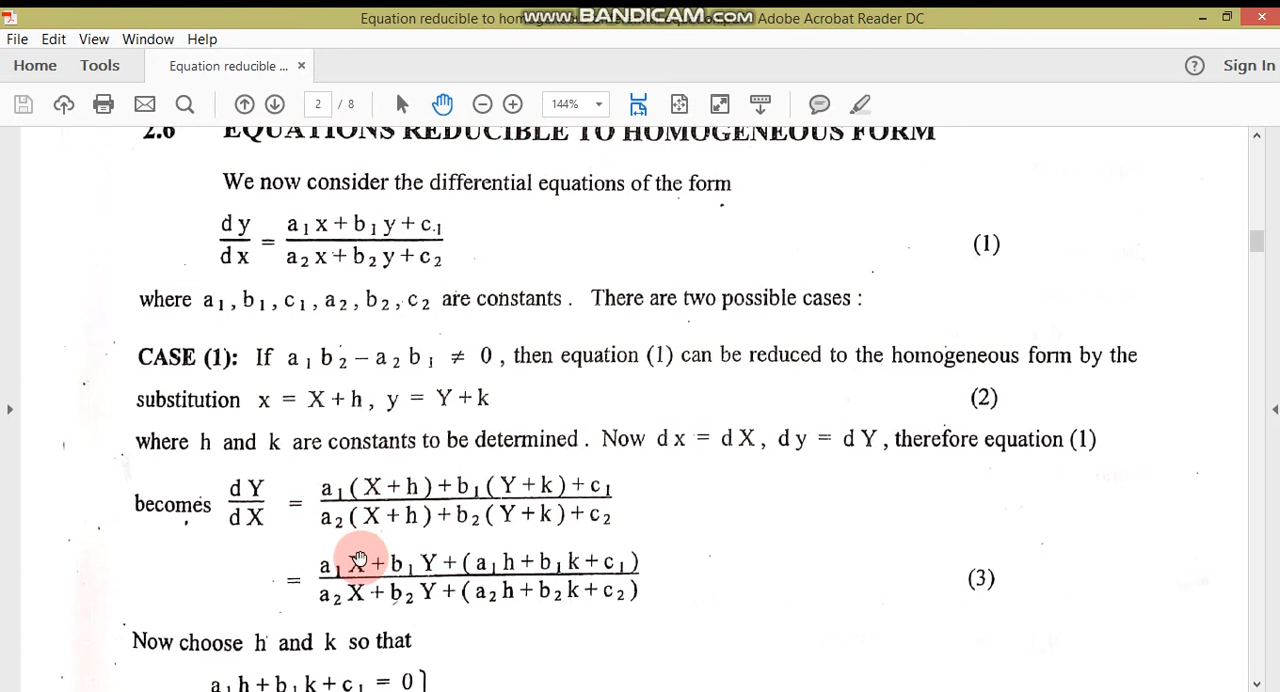 Equation reducible to hom www.BANDICAM.com Adobe Acrobat Reader DC
File Edit View Window Help
Home Tools Equation reducible ... × ? Sign In
2 / 8 144%
2.6 EQUATIONS REDUCIBLE TO HOMOGENEOUS FORM
We now consider the differential equations of the form
dy/dx = (a₁x+b₁y+c₁)/(a₂x+b₂y+c₂) (1)
where a₁, b₁, c₁, a₂, b₂, c₂ are constants. There are two possible cases :
CASE (1): If a₁b₂ – a₂b₁ ≠ 0, then equation (1) can be reduced to the homogeneous form by the
substitution x = X+h, y = Y+k (2)
where h and k are constants to be determined. Now dx = dX, dy = dY, therefore equation (1)
becomes dY/dX = (a₁(X+h)+b₁(Y+k)+c₁)/(a₂(X+h)+b₂(Y+k)+c₂)
= (a₁X+b₁Y+(a₁h+b₁k+c₁))/(a₂X+b₂Y+(a₂h+b₂k+c₂)) (3)
Now choose h and k so that
a₁h+b₁k+c₁ = 0